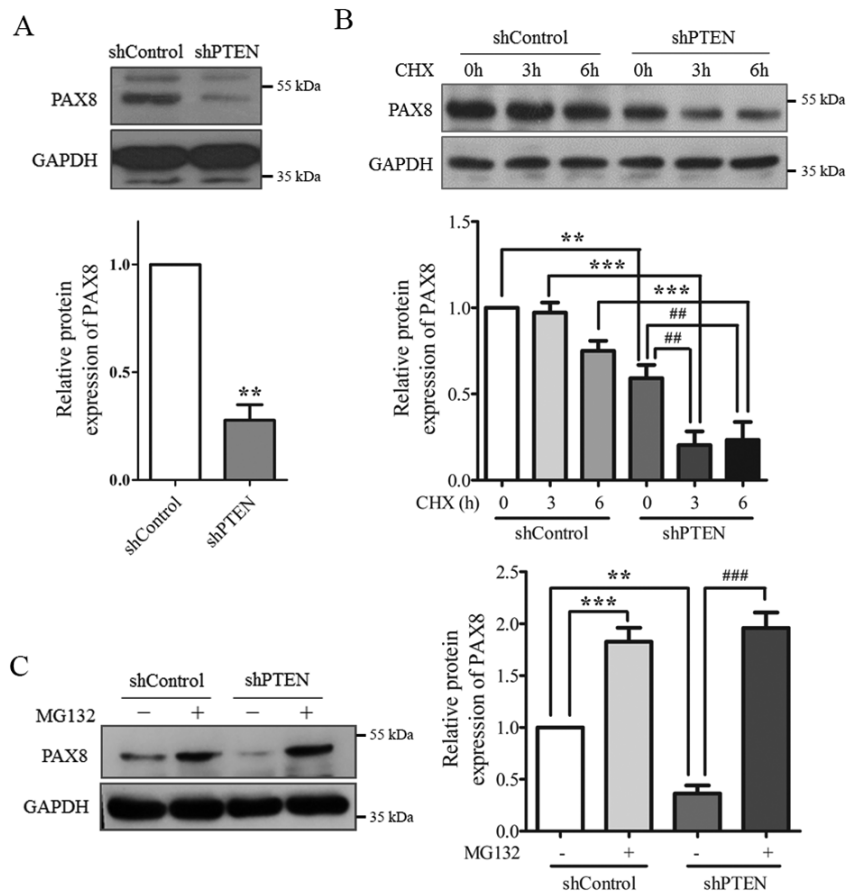 A
shControl shPTEN
PAX8
55 kDa
GAPDH
35 kDa
Relative protein
expression of PAX8
1.0
0.5
0.0
**
shControl
shPTEN
B
shControl shPTEN
CHX 0h 3h 6h 0h 3h 6h
PAX8
55 kDa
GAPDH
35 kDa
Relative protein
expression of PAX8
1.5
1.0
0.5
0.0
**
***
***
##
##
CHX (h) 0 3 6 0 3 6
shControl shPTEN
C
shControl shPTEN
MG132 − + − +
55 kDa
PAX8
GAPDH
35 kDa
Relative protein
expression of PAX8
2.5
2.0
1.5
1.0
0.5
0.0
** ###
***
MG132 - + - +
shControl shPTEN